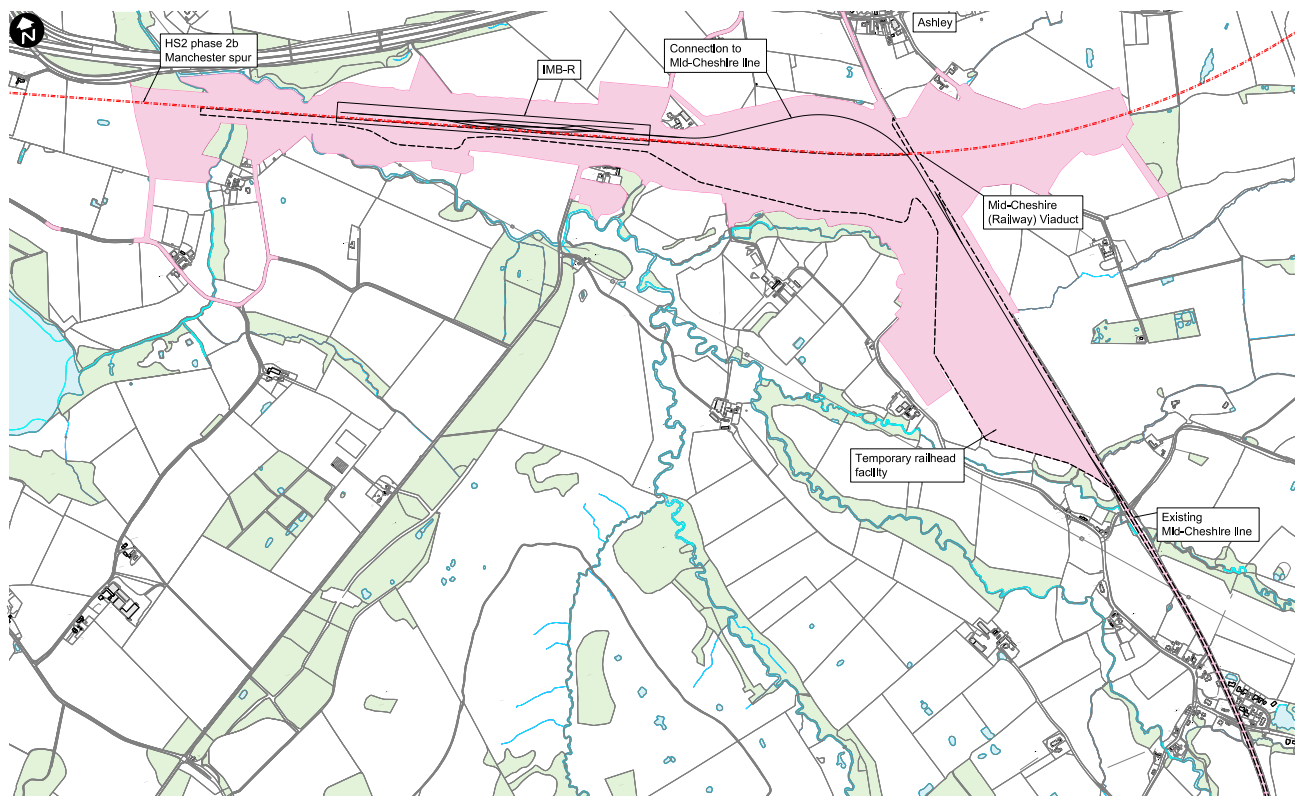 N
HS2 phase 2b
Manchester spur
IMB-R
Connection to
Mid-Cheshire line
Ashley
Mid-Cheshire
(Railway) Viaduct
Temporary railhead
facility
Existing
Mid-Cheshire line